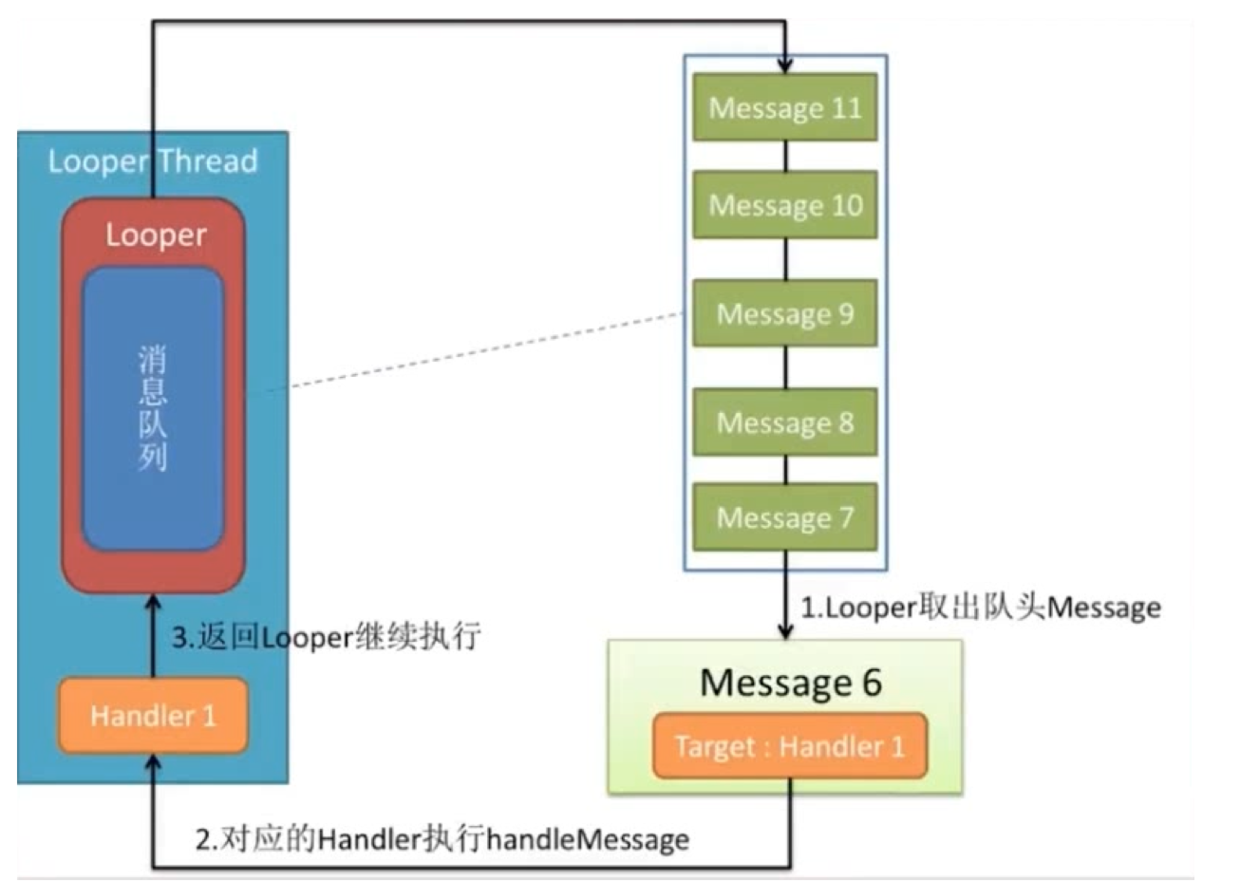 Looper Thread
Looper
消息队列
3.返回Looper继续执行
Handler 1
Message 11
Message 10
Message 9
Message 8
Message 7
1.Looper取出队头Message
Message 6
Target : Handler 1
2.对应的Handler执行handleMessage